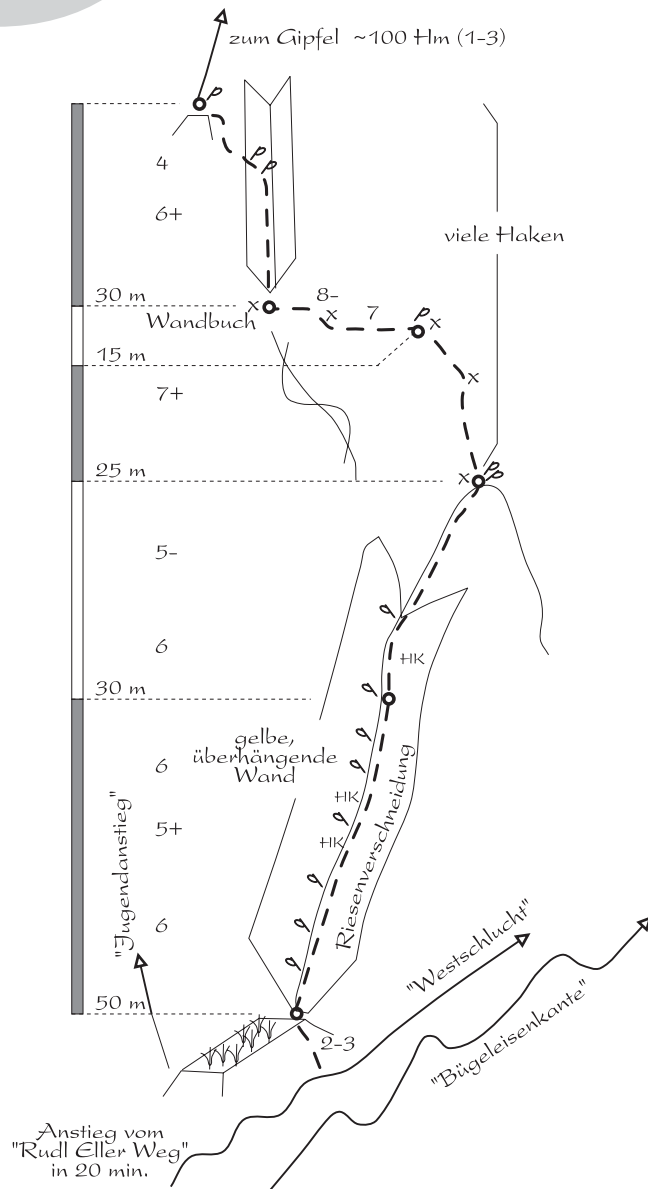 zum Gipfel ~100 Hm (1-3)
p
4
p
p
6+
viele Haken
30 m
x
8-
x
7
p
x
Wandbuch
15 m
7+
x
25 m
x
p
p
5-
6
HK
30 m
gelbe,
überhängende
Wand
6
HK
5+
HK
Riesenverschneidung
"Jugendanstieg"
6
"Westschlucht"
50 m
2-3
"Bügeleisenkante"
Anstieg vom
"Rudl Eller Weg"
in 20 min.